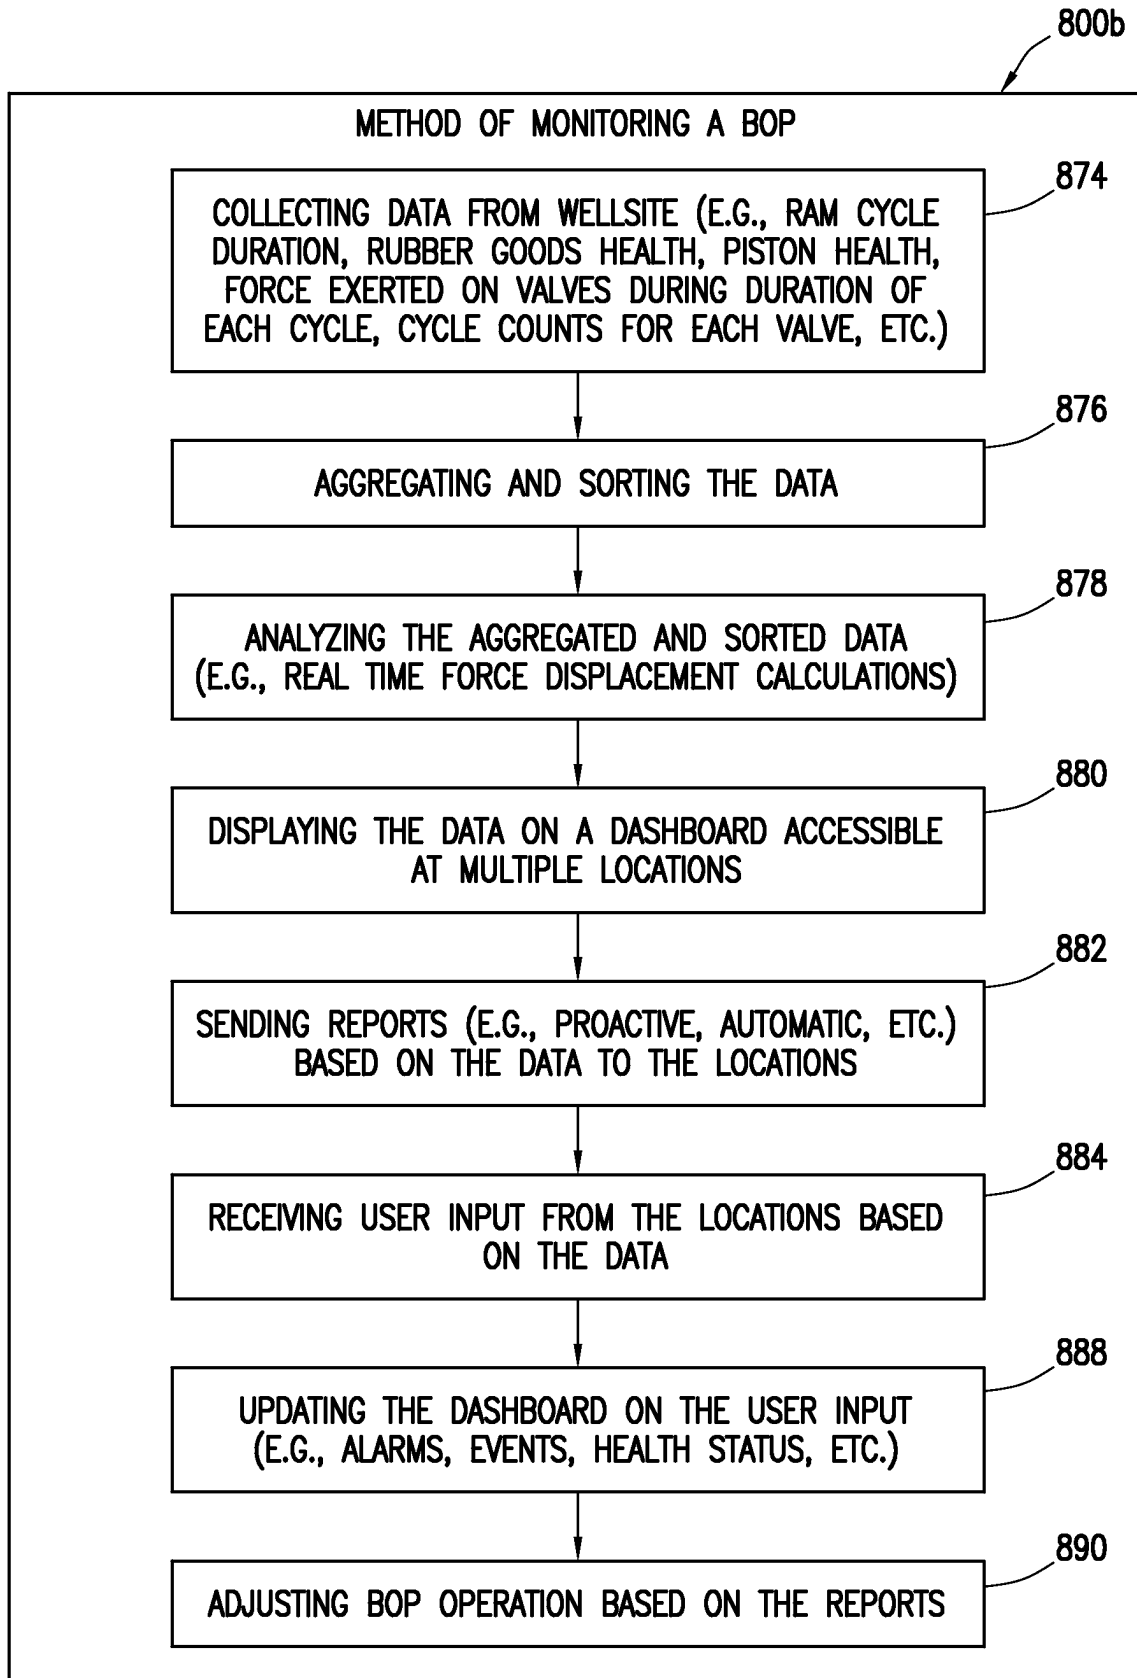 800b
METHOD OF MONITORING A BOP
874
COLLECTING DATA FROM WELLSITE (E.G., RAM CYCLE
DURATION, RUBBER GOODS HEALTH, PISTON HEALTH,
FORCE EXERTED ON VALVES DURING DURATION OF
EACH CYCLE, CYCLE COUNTS FOR EACH VALVE, ETC.)
876
AGGREGATING AND SORTING THE DATA
878
ANALYZING THE AGGREGATED AND SORTED DATA
(E.G., REAL TIME FORCE DISPLACEMENT CALCULATIONS)
880
DISPLAYING THE DATA ON A DASHBOARD ACCESSIBLE
AT MULTIPLE LOCATIONS
882
SENDING REPORTS (E.G., PROACTIVE, AUTOMATIC, ETC.)
BASED ON THE DATA TO THE LOCATIONS
884
RECEIVING USER INPUT FROM THE LOCATIONS BASED
ON THE DATA
888
UPDATING THE DASHBOARD ON THE USER INPUT
(E.G., ALARMS, EVENTS, HEALTH STATUS, ETC.)
890
ADJUSTING BOP OPERATION BASED ON THE REPORTS